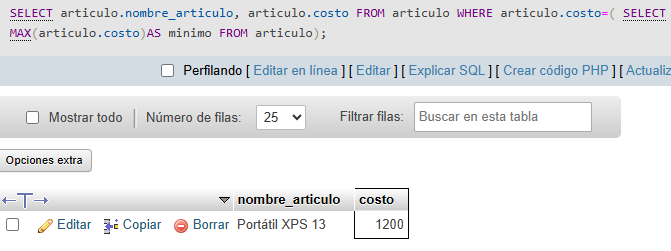 SELECT articulo.nombre_articulo, articulo.costo FROM articulo WHERE articulo.costo=( SELECT
MAX(articulo.costo)AS minimo FROM articulo);
Perfilando [ Editar en línea ] [ Editar ] [ Explicar SQL ] [ Crear código PHP ] [ Actualiz
Mostrar todo Número de filas: 25 Filtrar filas: Buscar en esta tabla
Opciones extra
nombre_articulo costo
Editar Copiar Borrar Portátil XPS 13 1200